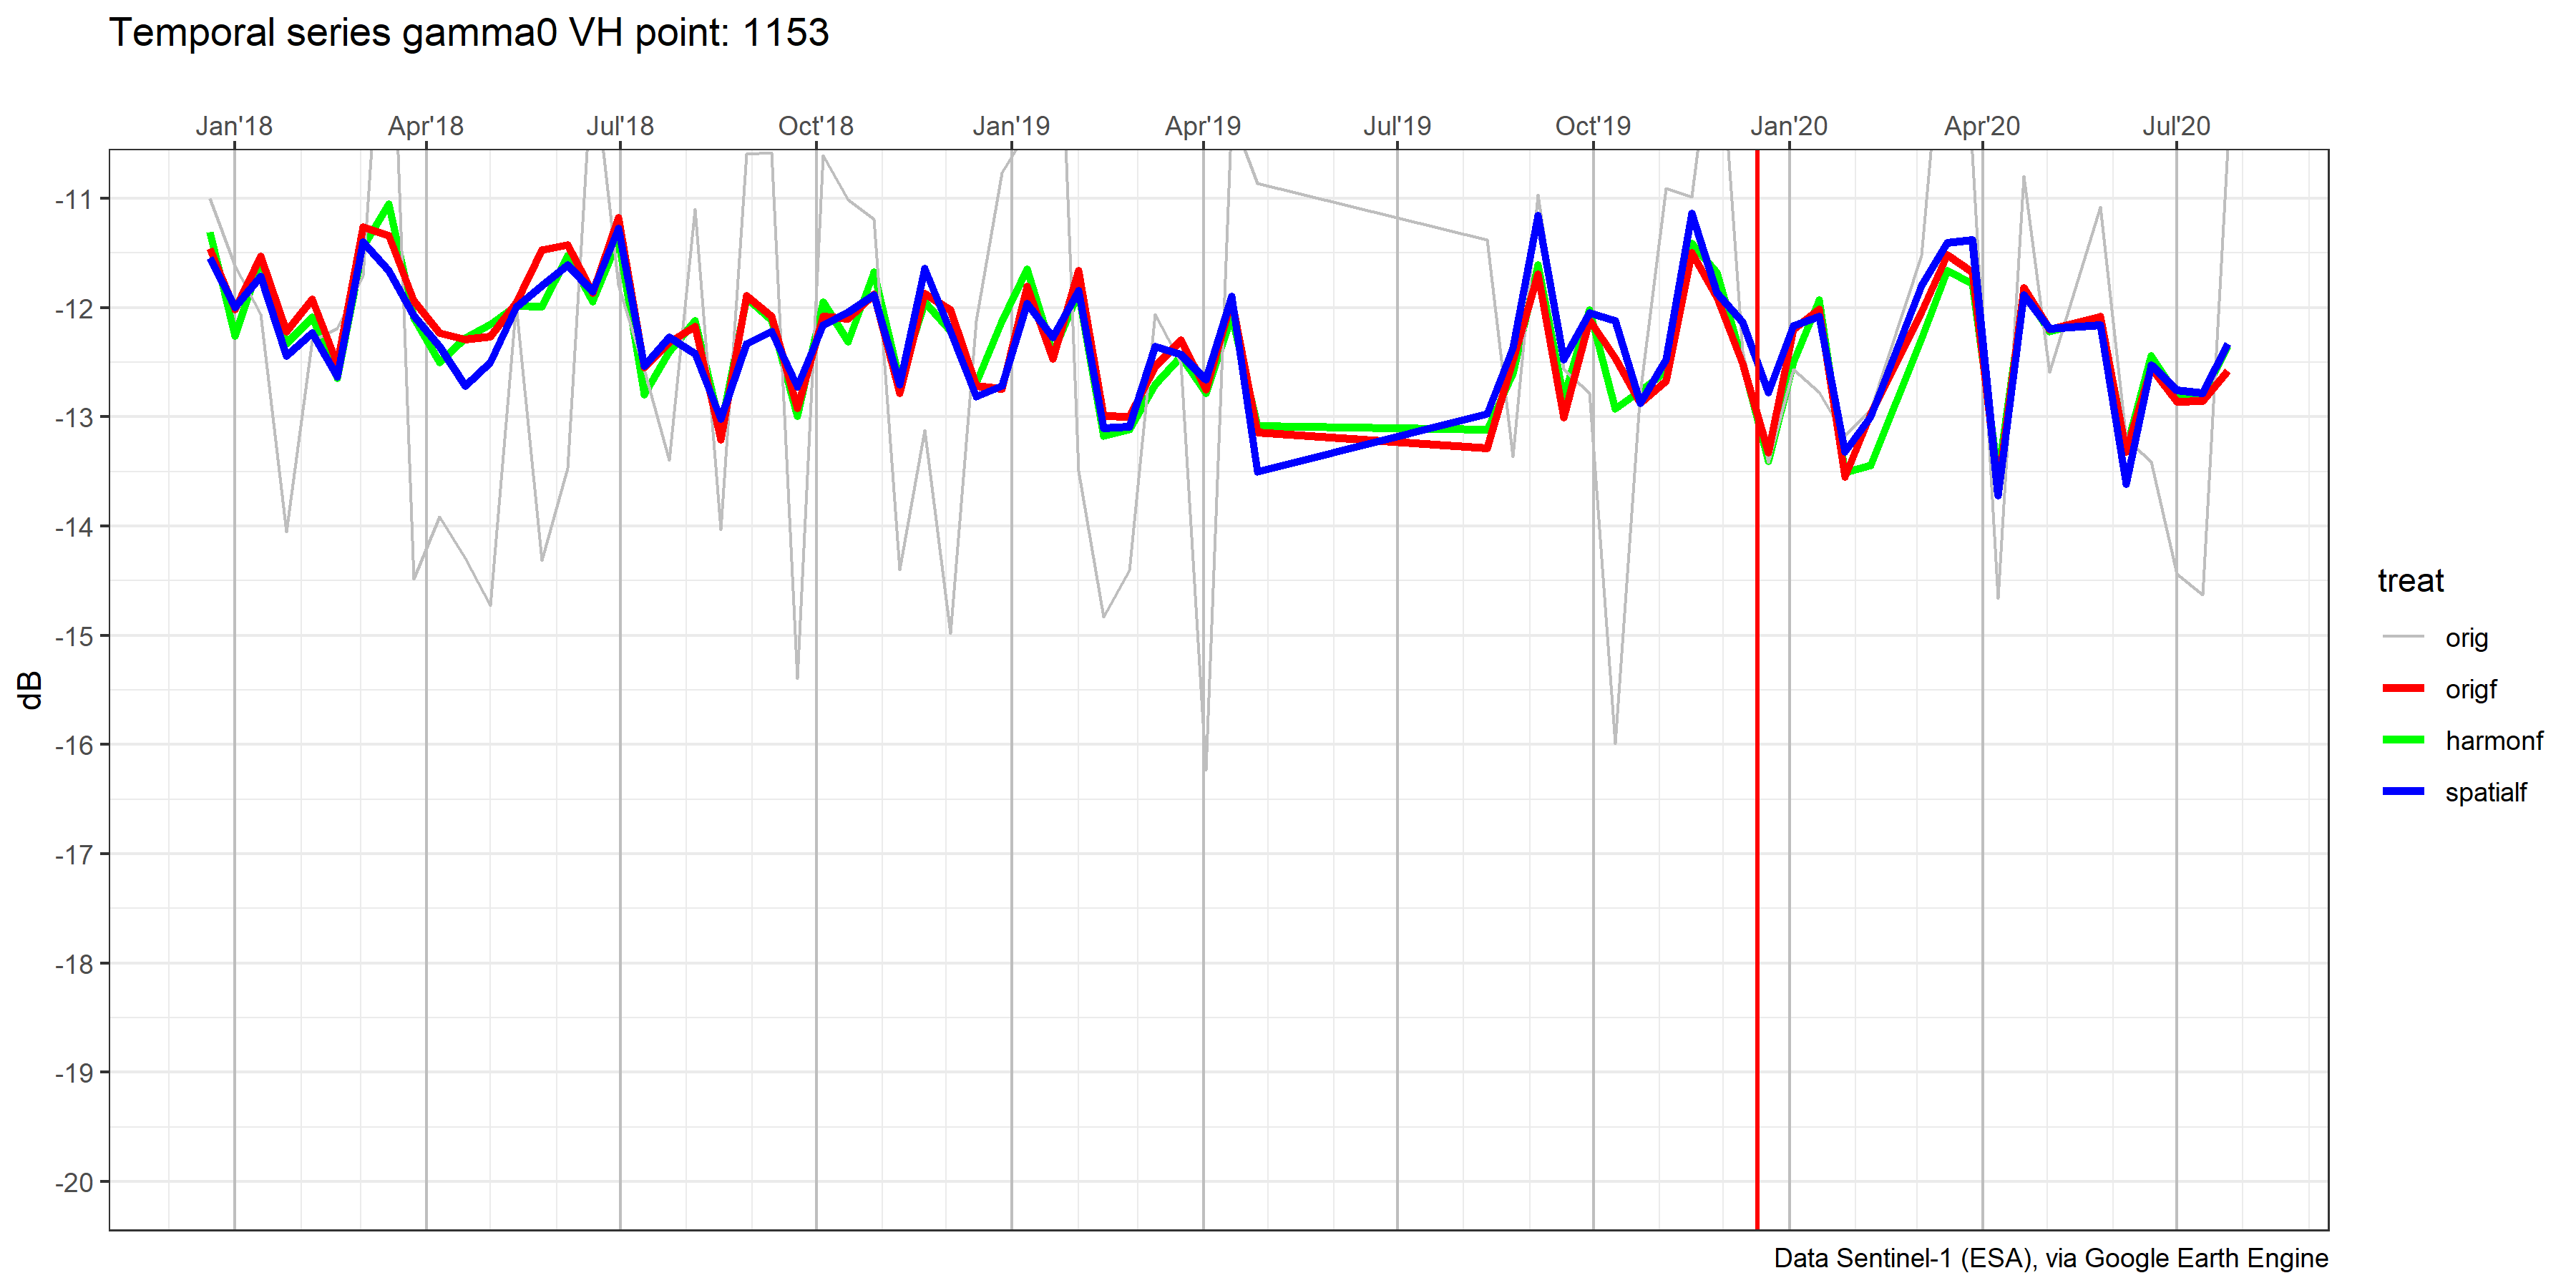 Temporal series gamma0 VH point: 1153
Jan'18 Apr'18 Jul'18 Oct'18 Jan'19 Apr'19 Jul'19 Oct'19 Jan'20 Apr'20 Jul'20
-11
-12
-13
-14
-15
-16
-17
-18
-19
-20
dB
treat
orig
origf
harmonf
spatialf
Data Sentinel-1 (ESA), via Google Earth Engine